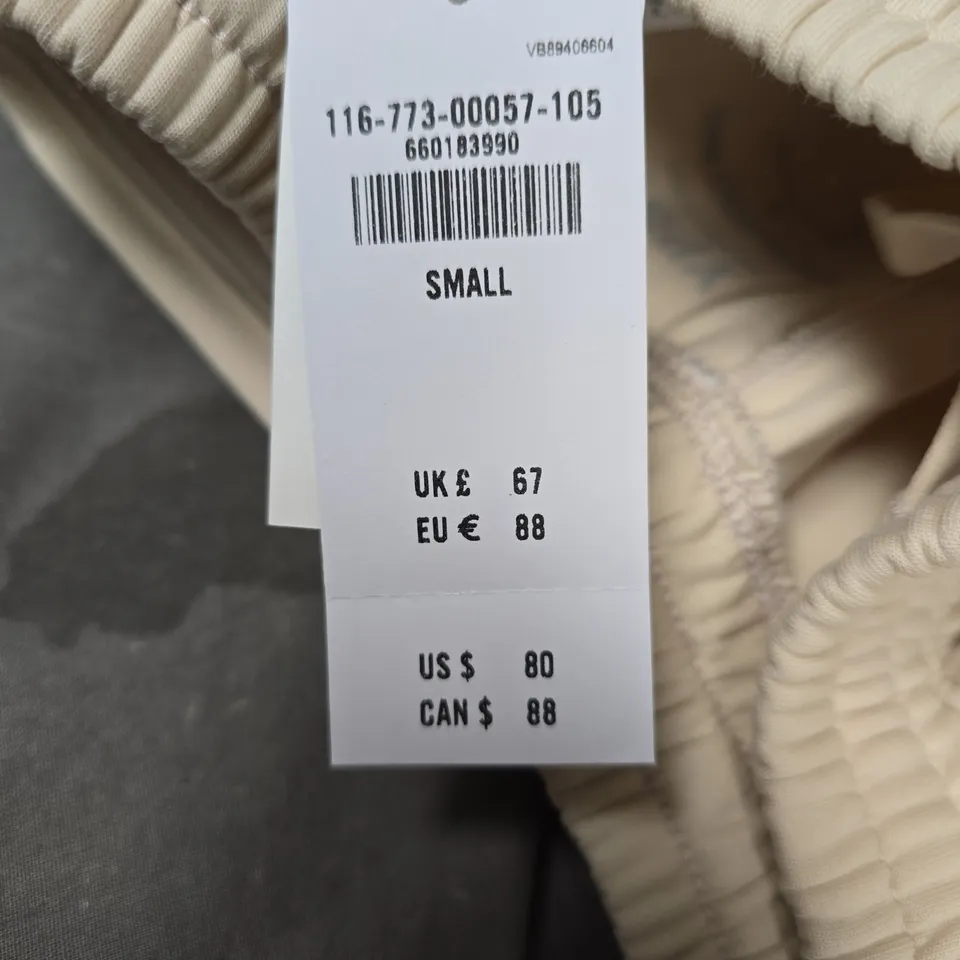 VB89406604
116-773-00057-105
660183990
SMALL
UK £ 67
EU € 88
US $ 80
CAN $ 88